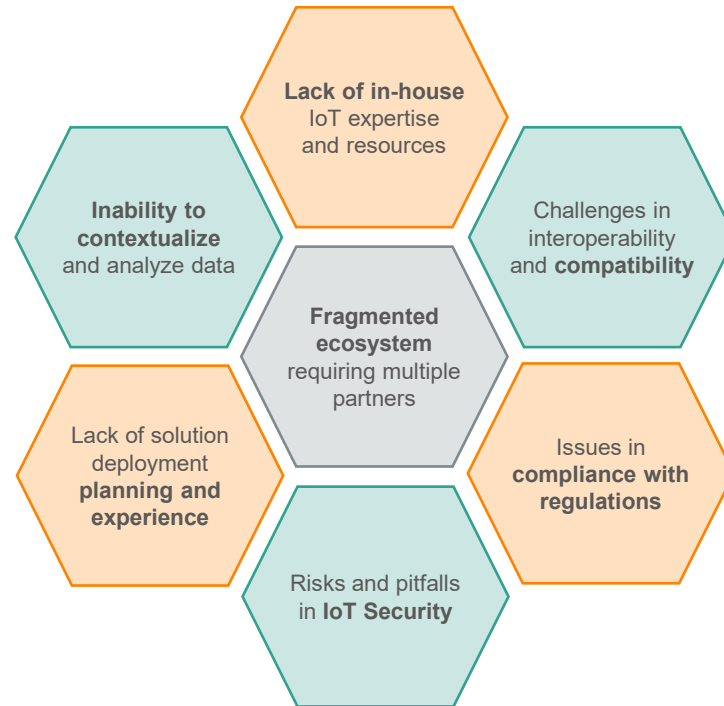 Lack of in-house
IoT expertise
and resources
Inability to
contextualize
and analyze data
Challenges in
interoperability
and compatibility
Fragmented
ecosystem
requiring multiple
partners
Lack of solution
deployment
planning and
experience
Issues in
compliance with
regulations
Risks and pitfalls
in IoT Security